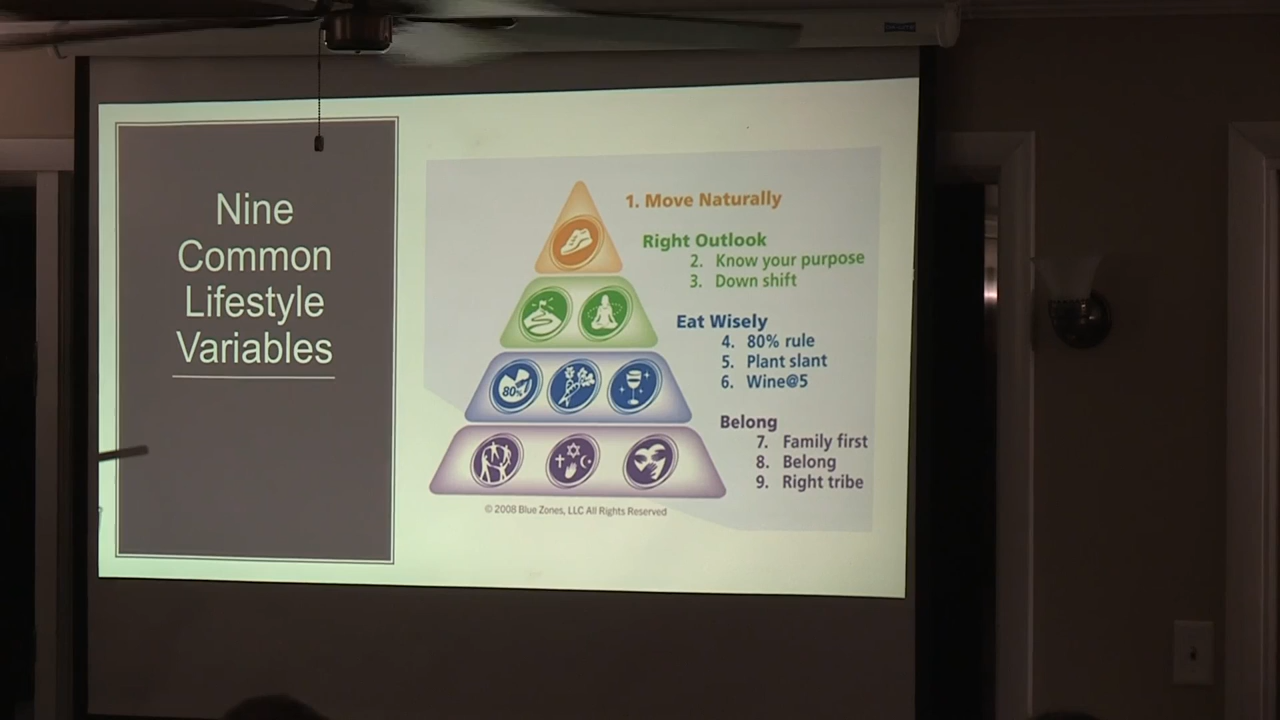 Nine
Common
Lifestyle
Variables
1. Move Naturally
Right Outlook
2. Know your purpose
3. Down shift
Eat Wisely
4. 80% rule
5. Plant slant
6. Wine@5
Belong
7. Family first
8. Belong
9. Right tribe
80%
© 2008 Blue Zones, LLC All Rights Reserved